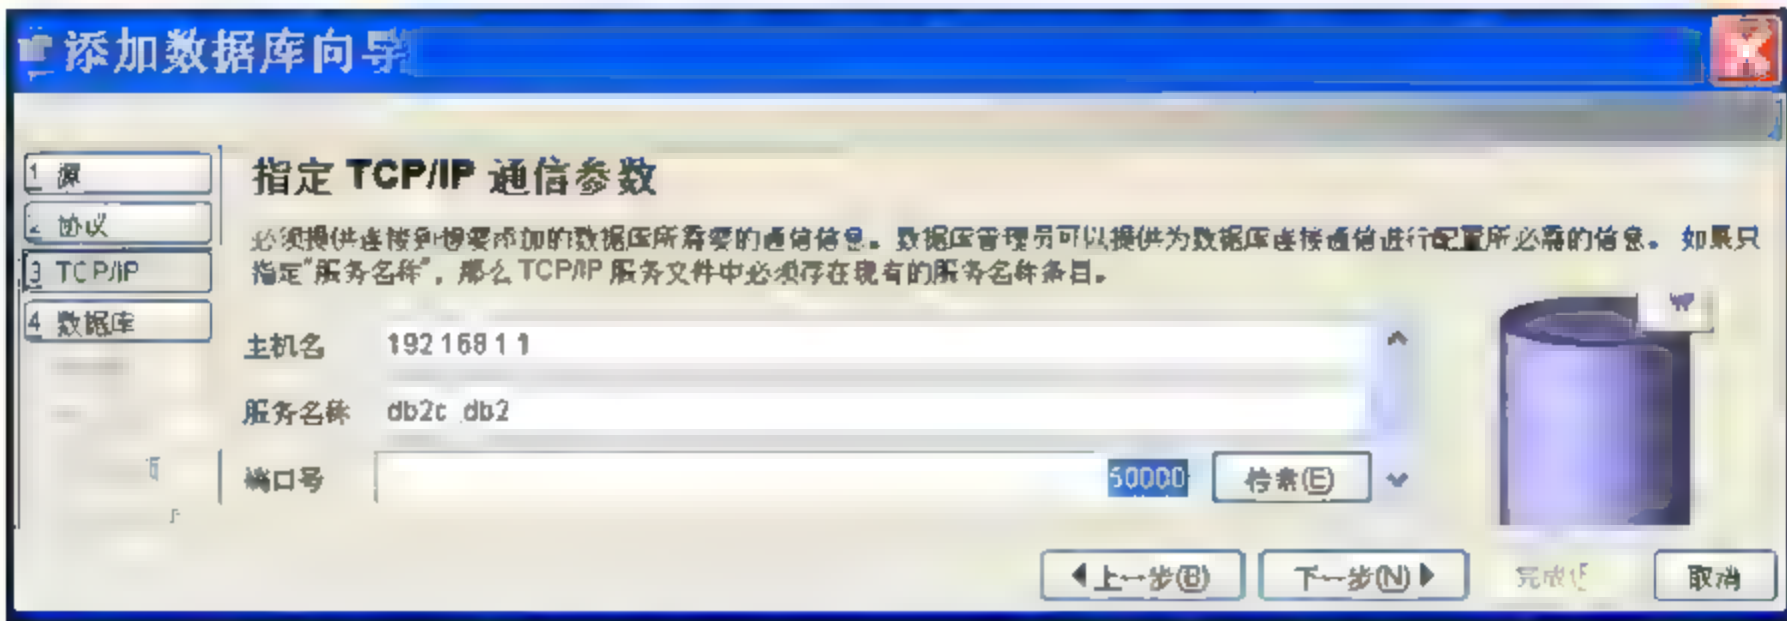 添加数据库向导
1 源
2 协议
3 TCP/IP
4 数据库
指定 TCP/IP 通信参数
必须提供连接到想要添加的数据库所需要的通信信息。数据库管理员可以提供为数据库连接通信进行配置所必需的信息。 如果只
指定"服务名称", 那么 TCP/IP 服务文件中必须存在现有的服务名称条目。
主机名 192 168 1 1
服务名称 db2c_db2
端口号 50000 检索(E)
上一步(B) 下一步(N) 完成 取消